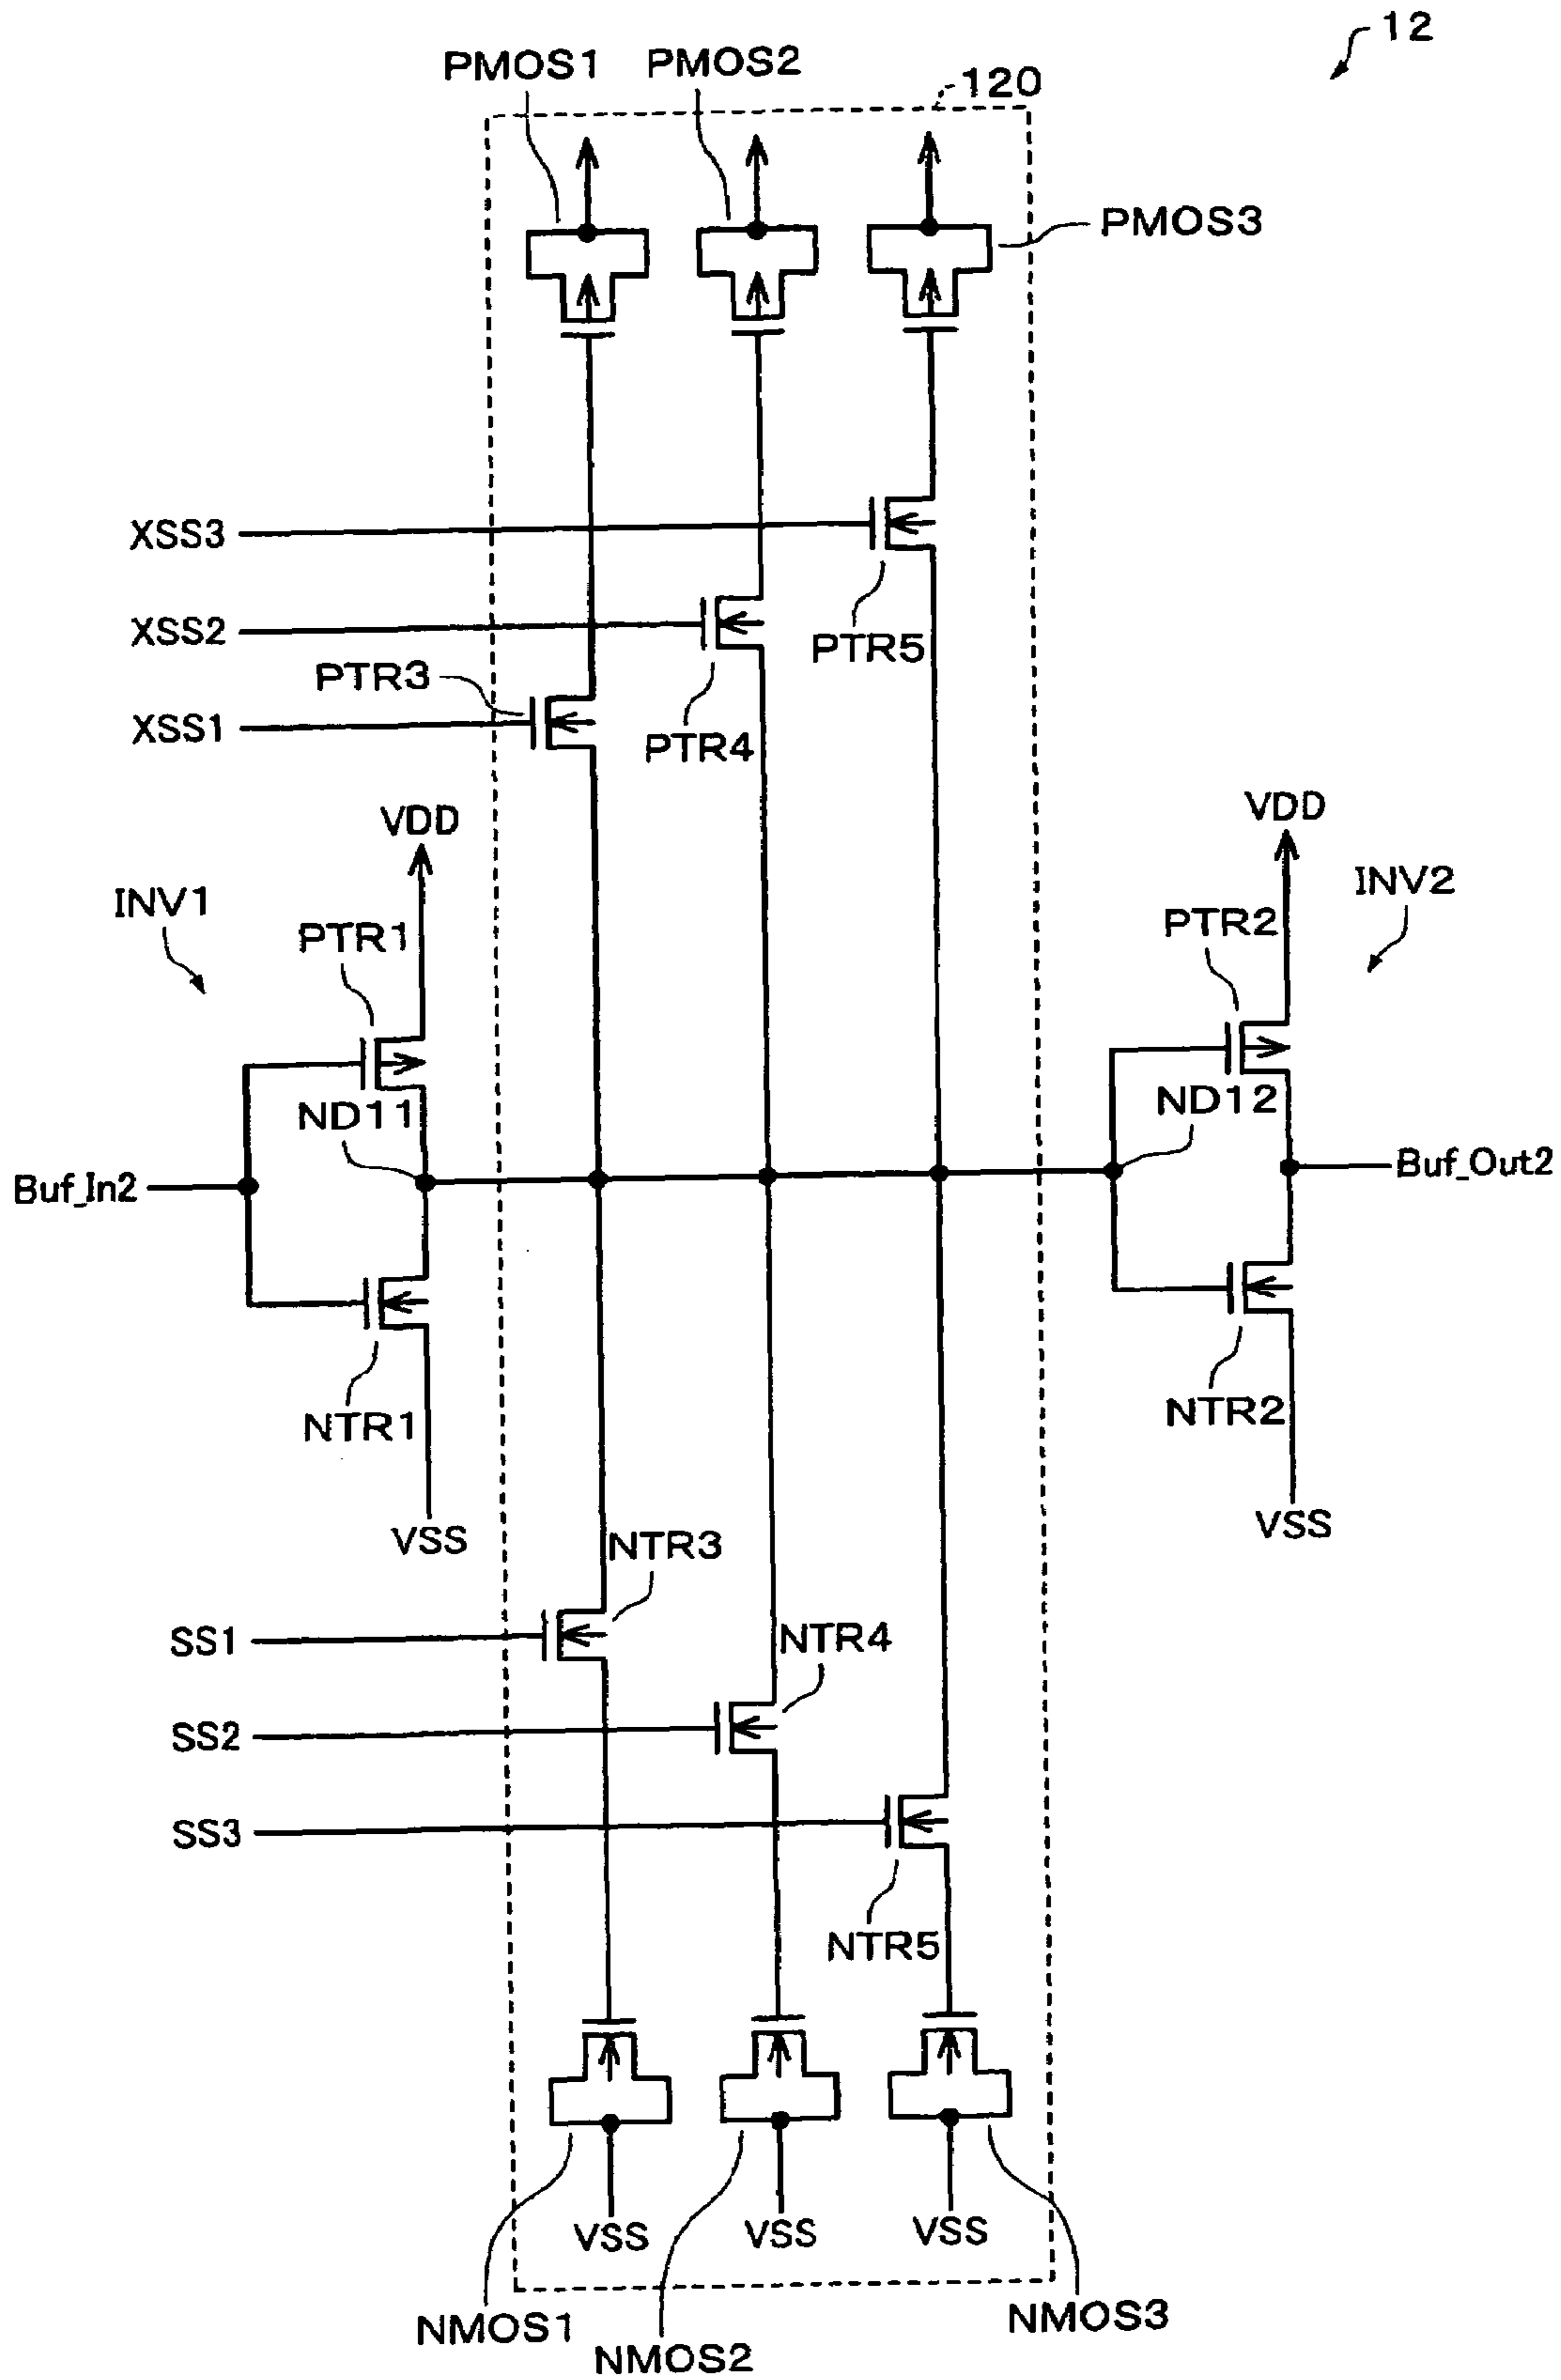 12
PMOS1
PMOS2
120
PMOS3
XSS3
XSS2
PTR5
PTR3
XSS1
PTR4
VDD
VDD
INV1
INV2
PTR1
PTR2
ND11
ND12
Buf_In2
Buf_Out2
NTR1
NTR2
VSS
VSS
NTR3
SS1
NTR4
SS2
SS3
NTR5
VSS
VSS
VSS
NMOS1
NMOS2
NMOS3